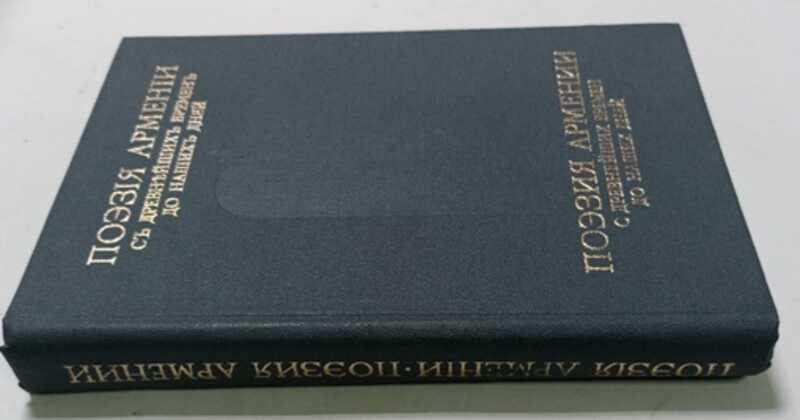 ПОЭЗІЯ АРМЕНІИ
СЪ ДРЕВНѢЙШИХЪ ВРЕМЕНЪ
ДО НАШИХЪ ДНЕЙ
ПОЭЗИЯ АРМЕНИИ
С ДРЕВНЕЙШИХ ВРЕМЕН
ДО НАШИХ ДНЕЙ
ПОЭЗІЯ АРМЕНІИ · ПОЭЗИЯ АРМЕНИИ